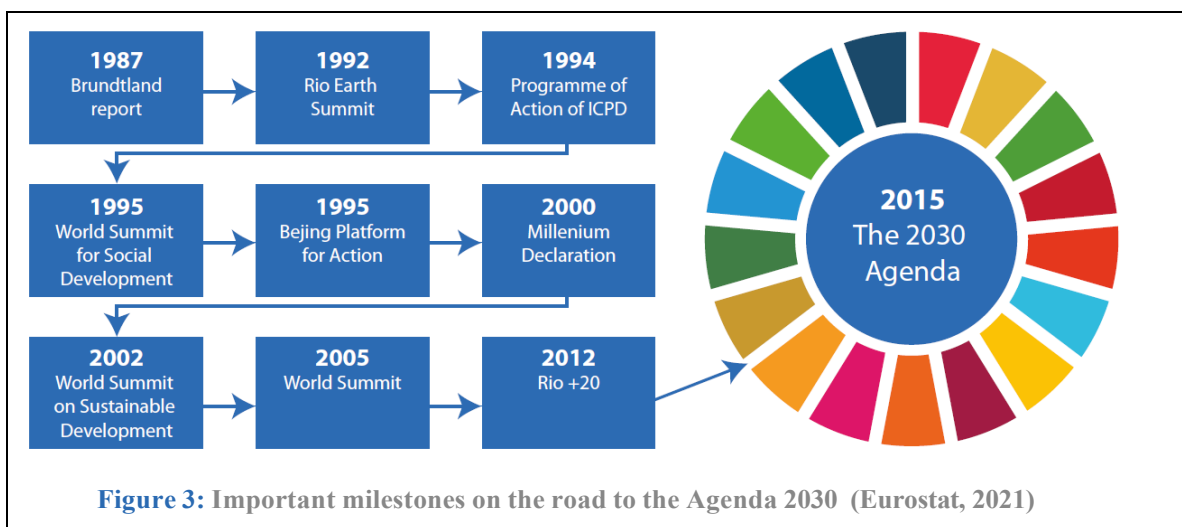 1987
Brundtland
report
1992
Rio Earth
Summit
1994
Programme of
Action of ICPD
1995
World Summit
for Social
Development
1995
Bejing Platform
for Action
2000
Millenium
Declaration
2002
World Summit
on Sustainable
Development
2005
World Summit
2012
Rio +20
2015
The 2030
Agenda
Figure 3: Important milestones on the road to the Agenda 2030 (Eurostat, 2021)